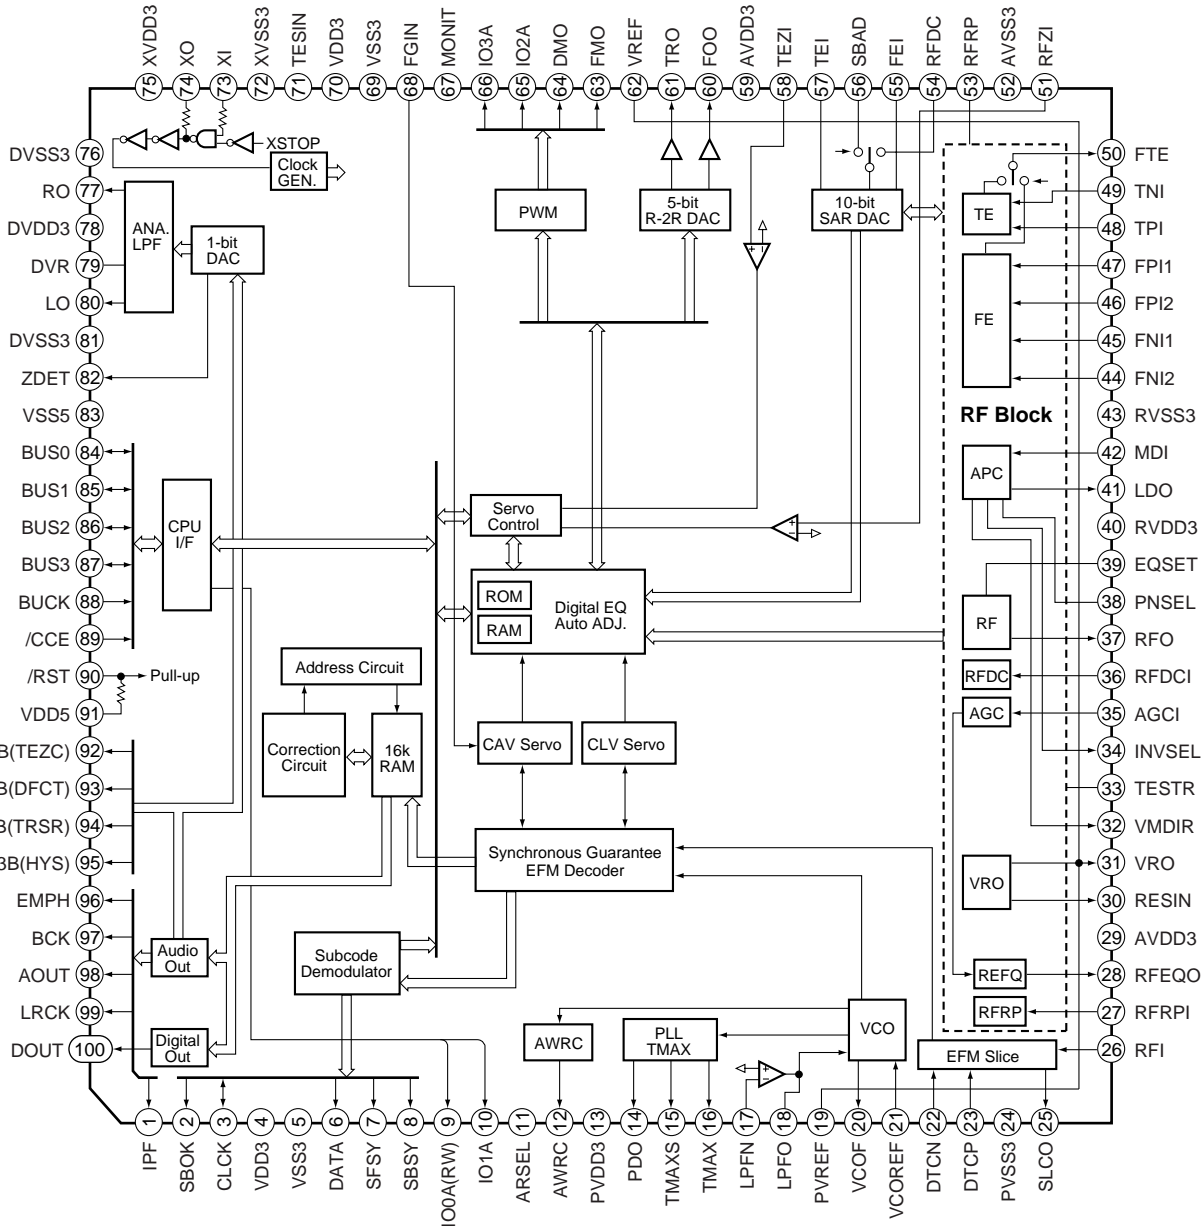 XVDD3 75
XO 74
XI 73
XVSS3 72
TESIN 71
VDD3 70
VSS3 69
FGIN 68
MONIT 67
IO3A 66
IO2A 65
DMO 64
FMO 63
VREF 62
TRO 61
FOO 60
AVDD3 59
TEZI 58
TEI 57
SBAD 56
FEI 55
RFDC 54
RFRP 53
AVSS3 52
RFZI 51
DVSS3 76
RO 77
DVDD3 78
DVR 79
LO 80
DVSS3 81
ZDET 82
VSS5 83
BUS0 84
BUS1 85
BUS2 86
BUS3 87
BUCK 88
/CCE 89
/RST 90
VDD5 91
B(TEZC) 92
B(DFCT) 93
B(TRSR) 94
3B(HYS) 95
EMPH 96
BCK 97
AOUT 98
LRCK 99
DOUT 100
XSTOP
Clock
GEN.
ANA.
LPF
1-bit
DAC
PWM
5-bit
R-2R DAC
10-bit
SAR DAC
+ −
CPU
I/F
Servo
Control
+
−
ROM
RAM
Digital EQ
Auto ADJ.
Pull-up
Address Circuit
Correction
Circuit
16k
RAM
CAV Servo
CLV Servo
Synchronous Guarantee
EFM Decoder
Audio
Out
Subcode
Demodulator
Digital
Out
AWRC
PLL
TMAX
+
−
VCO
EFM Slice
TE
FE
RF Block
APC
RF
RFDC
AGC
VRO
REFQ
RFRP
50 FTE
49 TNI
48 TPI
47 FPI1
46 FPI2
45 FNI1
44 FNI2
43 RVSS3
42 MDI
41 LDO
40 RVDD3
39 EQSET
38 PNSEL
37 RFO
36 RFDCI
35 AGCI
34 INVSEL
33 TESTR
32 VMDIR
31 VRO
30 RESIN
29 AVDD3
28 RFEQO
27 RFRPI
26 RFI
1 IPF
2 SBOK
3 CLCK
4 VDD3
5 VSS3
6 DATA
7 SFSY
8 SBSY
9 IO0A(RW)
10 IO1A
11 ARSEL
12 AWRC
13 PVDD3
14 PDO
15 TMAXS
16 TMAX
17 LPFN
18 LPFO
19 PVREF
20 VCOF
21 VCOREF
22 DTCN
23 DTCP
24 PVSS3
25 SLCO